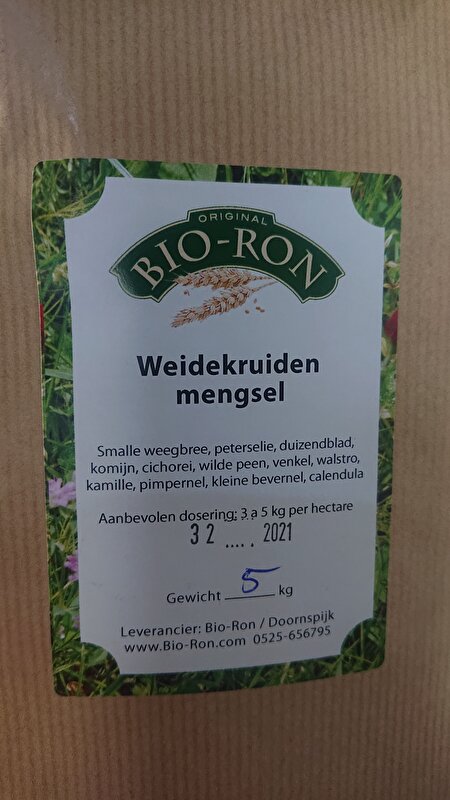 ORIGINAL
BIO-RON
Weidekruiden
mengsel
Smalle weegbree, peterselie, duizendblad,
komijn, cichorei, wilde peen, venkel, walstro,
kamille, pimpernel, kleine bevernel, calendula
Aanbevolen dosering: 3 a 5 kg per hectare
32 ..... 2021
Gewicht 5 kg
Leverancier: Bio-Ron / Doornspijk
www.Bio-Ron.com 0525-656795